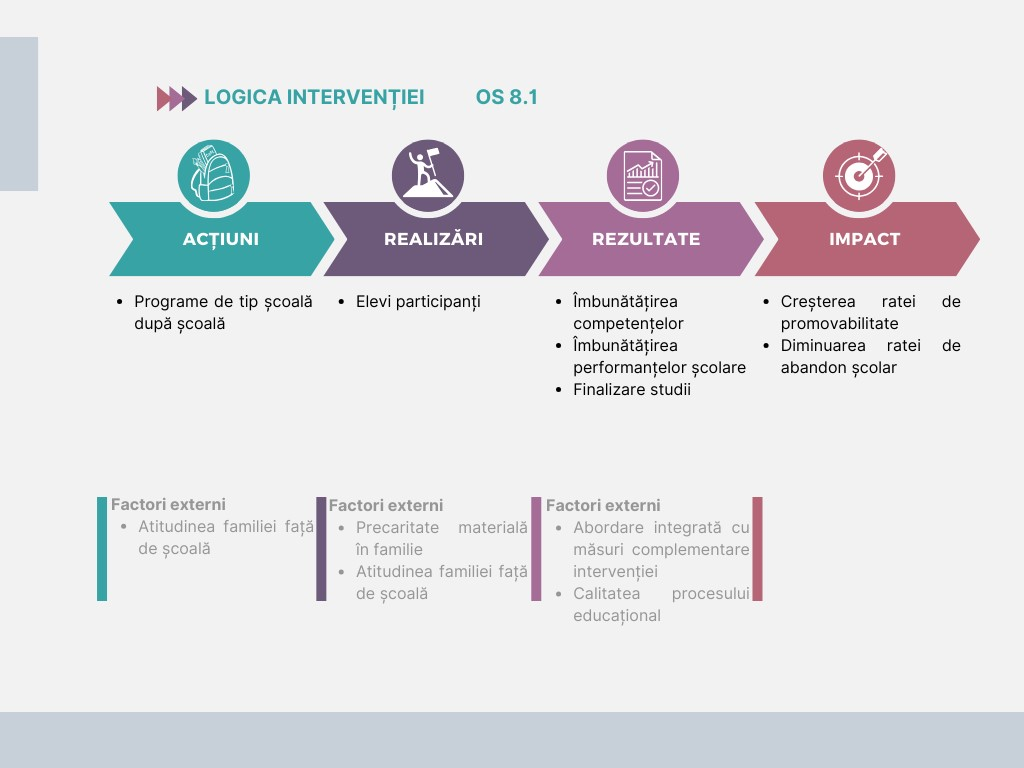 LOGICA INTERVENȚIEI OS 8.1
ACȚIUNI
REALIZĂRI
REZULTATE
IMPACT
• Programe de tip școală
după școală
• Elevi participanți
• Îmbunătățirea
competențelor
• Îmbunătățirea
performanțelor școlare
• Finalizare studii
• Creșterea ratei de
promovabilitate
• Diminuarea ratei de
abandon școlar
Factori externi
• Atitudinea familiei față
de școală
Factori externi
• Precaritate materială
în familie
• Atitudinea familiei față
de școală
Factori externi
• Abordare integrată cu
măsuri complementare
intervenției
• Calitatea procesului
educațional